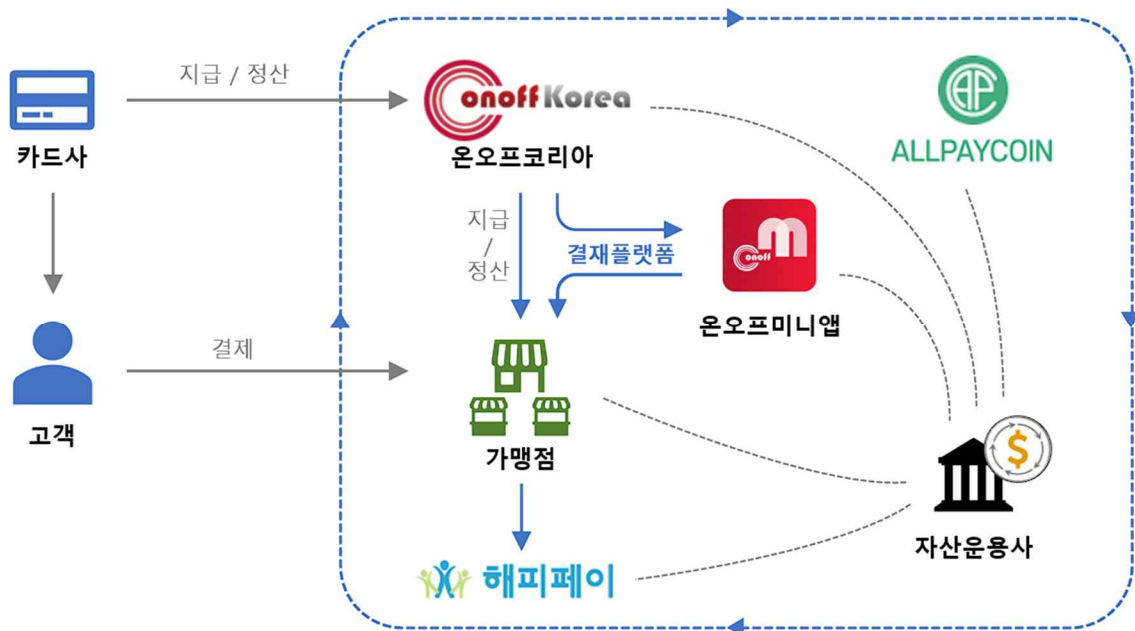 지급 / 정산
onoff Korea
카드사
온오프코리아
AP
ALLPAYCOIN
지급
/
정산
결재플랫폼
m
onoff
온오프미니앱
결제
고객
가맹점
$
자산운용사
해피페이